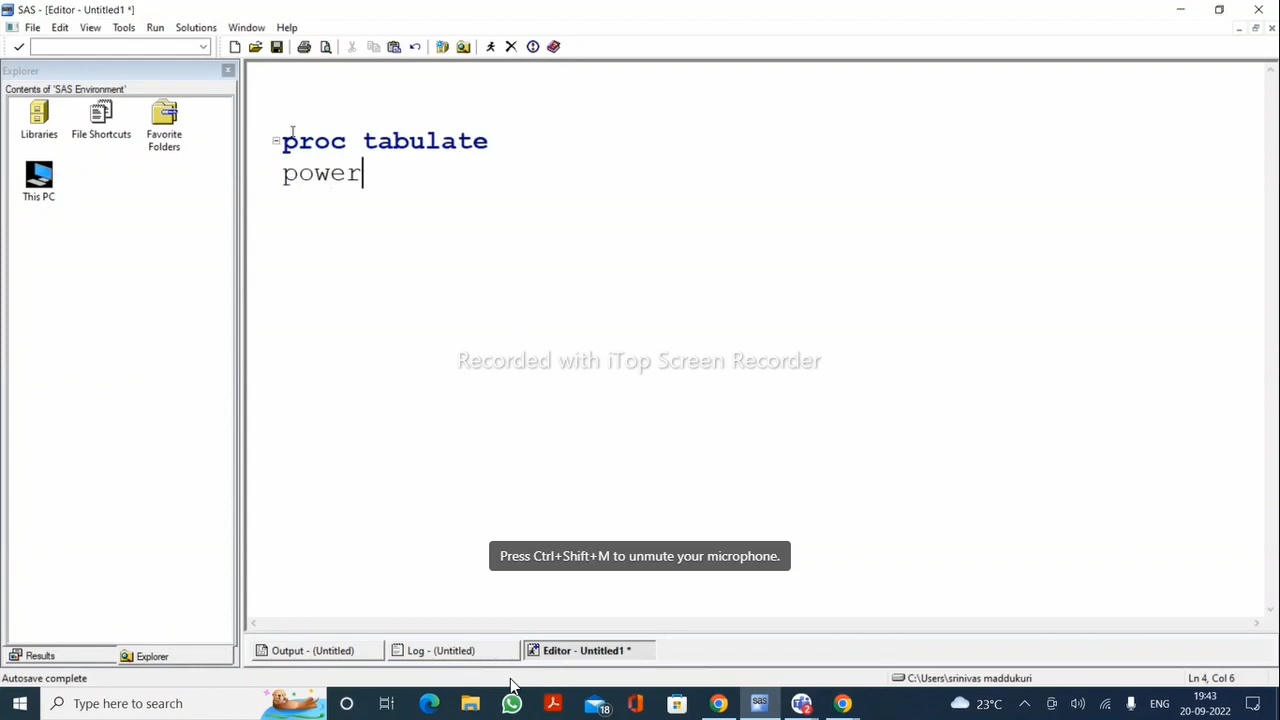 SAS - [Editor - Untitled1 *]
File Edit View Tools Run Solutions Window Help
Explorer
Contents of 'SAS Environment'
Libraries File Shortcuts Favorite Folders
This PC
proc tabulate
power
Recorded with iTop Screen Recorder
Press Ctrl+Shift+M to unmute your microphone.
Results Explorer
Output - (Untitled) Log - (Untitled) Editor - Untitled1 *
Autosave complete C:\Users\srinivas maddukuri Ln 4, Col 6
Type here to search 18 sas 2 23°C ENG 19:43
20-09-2022